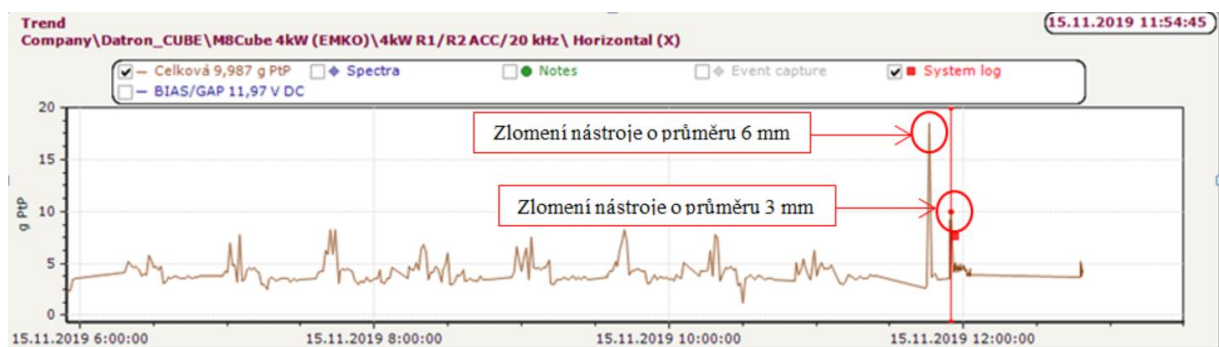 Trend
15.11.2019 11:54:45
Company\Datron_CUBE\M8Cube 4kW (EMKO)\4kW R1/R2 ACC/20 kHz\ Horizontal (X)
Celková 9,987 g PtP Spectra Notes Event capture System log
BIAS/GAP 11,97 V DC
20
Zlomení nástroje o průměru 6 mm
15
Zlomení nástroje o průměru 3 mm
10
g PtP
5
0
15.11.2019 6:00:00 15.11.2019 8:00:00 15.11.2019 10:00:00 15.11.2019 12:00:00